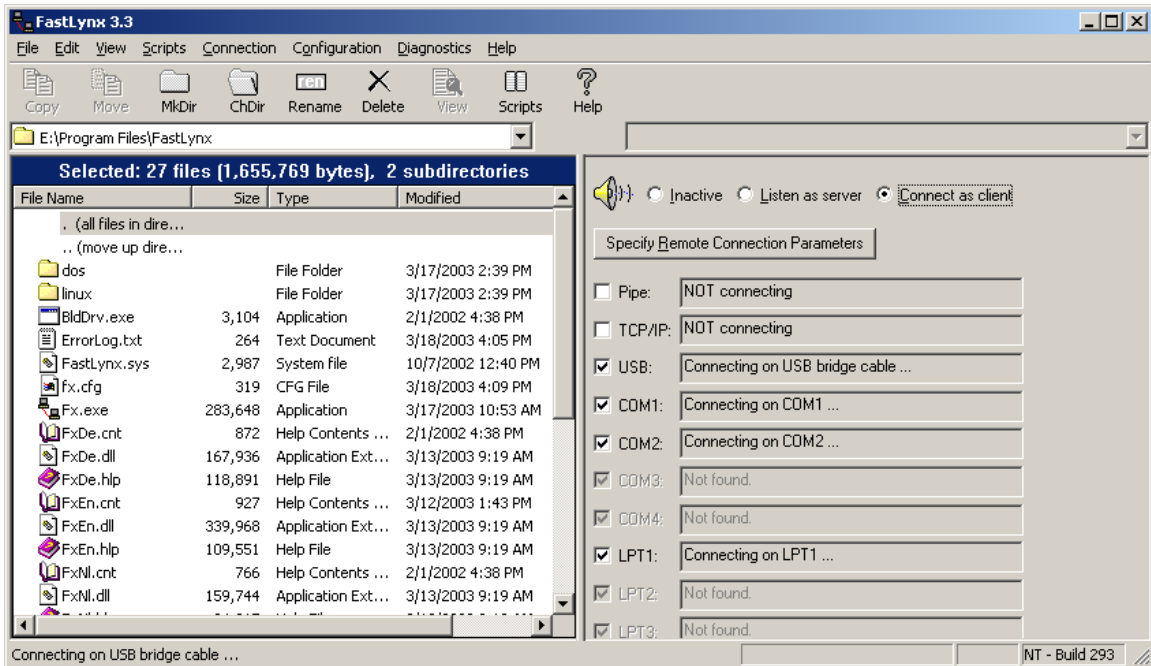 FastLynx 3.3
File Edit View Scripts Connection Configuration Diagnostics Help
Copy Move MkDir ChDir Rename Delete View Scripts Help
E:\Program Files\FastLynx
Selected: 27 files (1,655,769 bytes), 2 subdirectories
File Name Size Type Modified
. (all files in dire...
.. (move up dire...
dos File Folder 3/17/2003 2:39 PM
linux File Folder 3/17/2003 2:39 PM
BldDrv.exe 3,104 Application 2/1/2002 4:38 PM
ErrorLog.txt 264 Text Document 3/18/2003 4:05 PM
FastLynx.sys 2,987 System file 10/7/2002 12:40 PM
fx.cfg 319 CFG File 3/18/2003 4:09 PM
Fx.exe 283,648 Application 3/17/2003 10:53 AM
FxDe.cnt 872 Help Contents ... 2/1/2002 4:38 PM
FxDe.dll 167,936 Application Ext... 3/13/2003 9:19 AM
FxDe.hlp 118,891 Help File 3/13/2003 9:19 AM
FxEn.cnt 927 Help Contents ... 3/12/2003 1:43 PM
FxEn.dll 339,968 Application Ext... 3/13/2003 9:19 AM
FxEn.hlp 109,551 Help File 3/13/2003 9:19 AM
FxNl.cnt 766 Help Contents ... 2/1/2002 4:38 PM
FxNl.dll 159,744 Application Ext... 3/13/2003 9:19 AM
Inactive Listen as server Connect as client
Specify Remote Connection Parameters
Pipe: NOT connecting
TCP/IP: NOT connecting
USB: Connecting on USB bridge cable ...
COM1: Connecting on COM1 ...
COM2: Connecting on COM2 ...
COM3: Not found.
COM4: Not found.
LPT1: Connecting on LPT1 ...
LPT2: Not found.
LPT3: Not found.
Connecting on USB bridge cable ... NT - Build 293